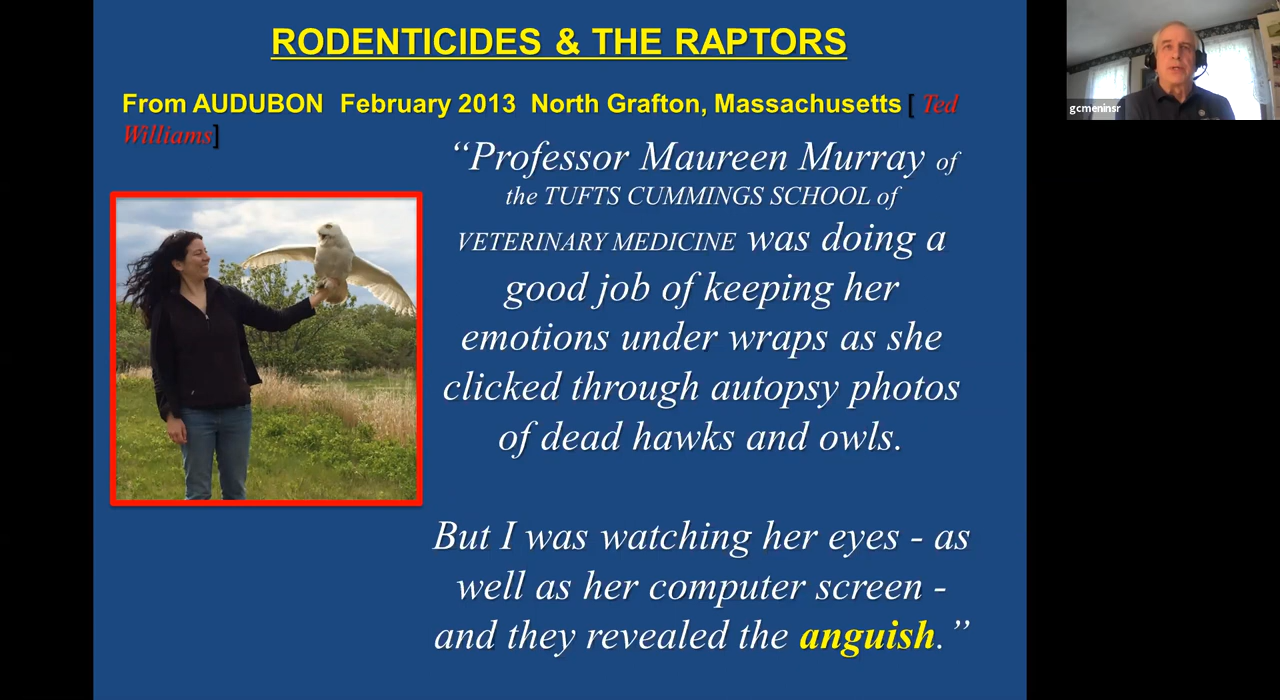 RODENTICIDES & THE RAPTORS
From AUDUBON February 2013 North Grafton, Massachusetts [ Ted
Williams]
“Professor Maureen Murray of
the TUFTS CUMMINGS SCHOOL of
VETERINARY MEDICINE was doing a
good job of keeping her
emotions under wraps as she
clicked through autopsy photos
of dead hawks and owls.
But I was watching her eyes - as
well as her computer screen -
and they revealed the anguish.”
gcmeninsr